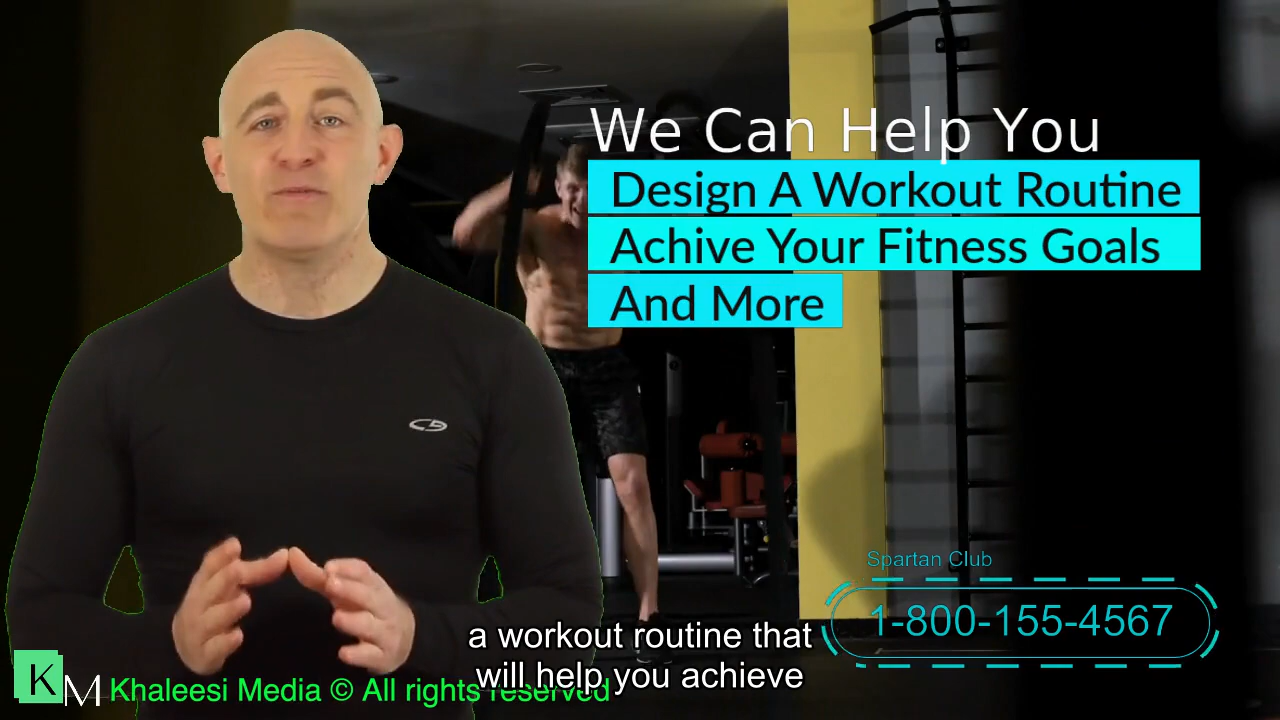 We Can Help You
Design A Workout Routine
Achive Your Fitness Goals
And More
Spartan Club
1-800-155-4567
a workout routine that
will help you achieve
K
M Khaleesi Media © All rights reserved